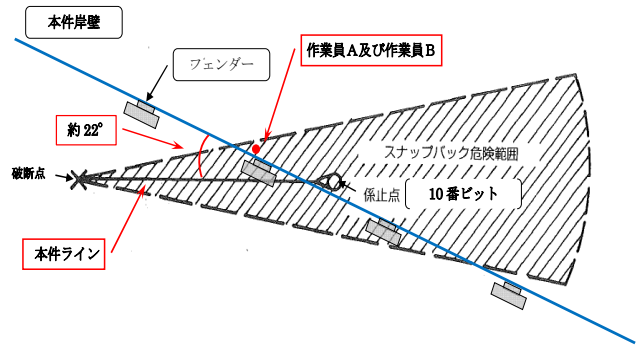 本件岸壁
フェンダー
作業員A及び作業員B
約22°
スナップバック危険範囲
破断点
係止点
10番ビット
本件ライン